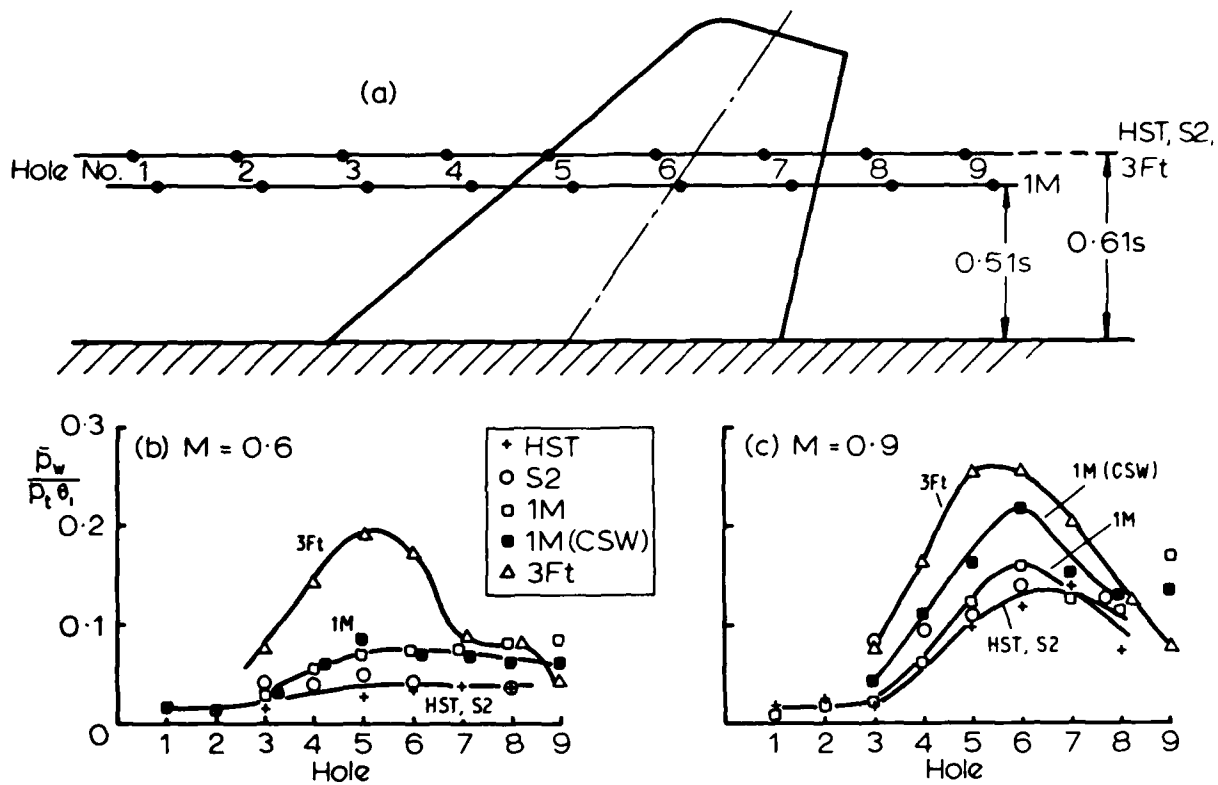 (a)
HST, S2,
3Ft
Hole No. 1 2 3 4 5 6 7 8 9
1M
0·51s
0·61s
(b) M = 0·6
p̄w
p̄t θ1
0·3
0·2
0·1
0
3Ft
1M
HST, S2
1 2 3 4 5 6 7 8 9
Hole
+ HST
○ S2
□ 1M
■ 1M (CSW)
△ 3Ft
(c) M = 0·9
3Ft
1M (CSW)
1M
HST, S2
1 2 3 4 5 6 7 8 9
Hole